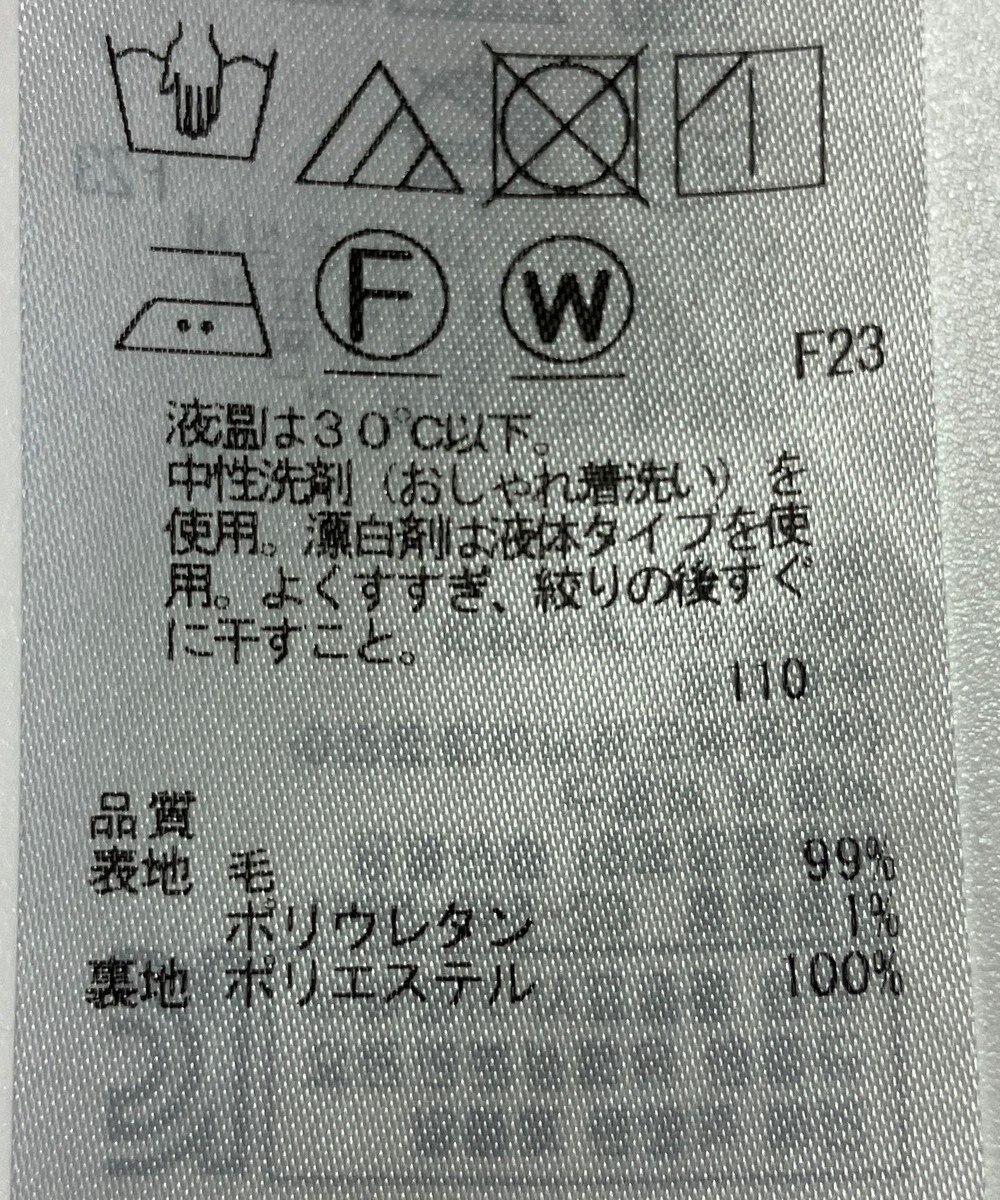 F W
F23
液温は30℃以下。
中性洗剤（おしゃれ着洗い）を
使用。漂白剤は液体タイプを使
用。よくすすぎ、絞りの後すぐ
に干すこと。
110
品質
表地 毛 99%
ポリウレタン 1%
裏地 ポリエステル 100%